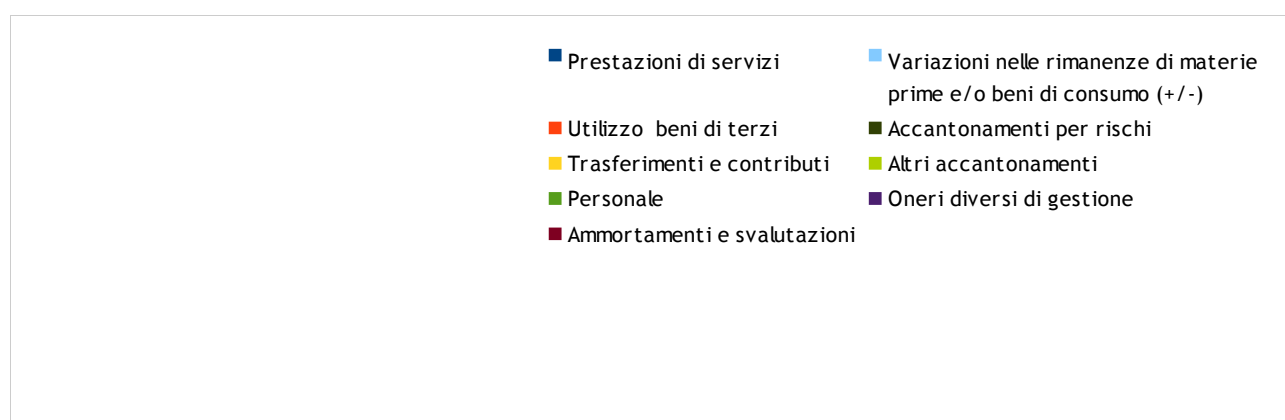 Prestazioni di servizi
Utilizzo beni di terzi
Trasferimenti e contributi
Personale
Ammortamenti e svalutazioni
Variazioni nelle rimanenze di materie
prime e/o beni di consumo (+/-)
Accantonamenti per rischi
Altri accantonamenti
Oneri diversi di gestione